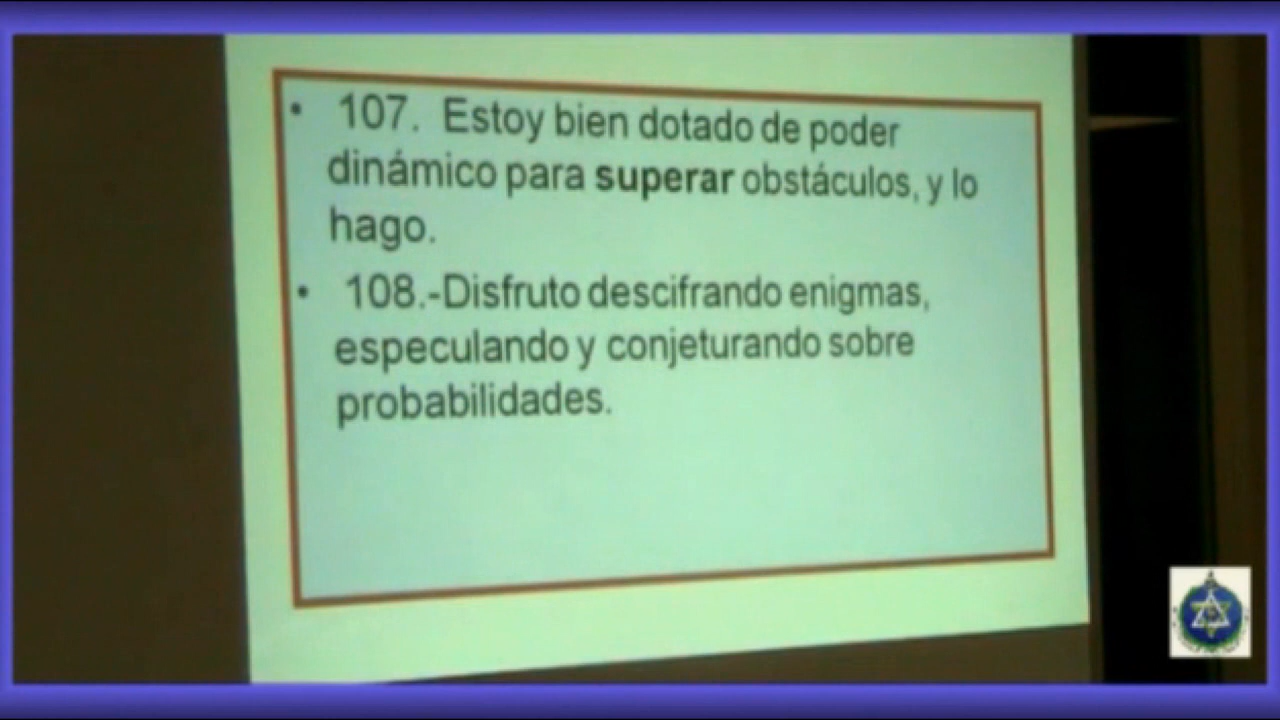 • 107. Estoy bien dotado de poder
dinámico para superar obstáculos, y lo
hago.
• 108.-Disfruto descifrando enigmas,
especulando y conjeturando sobre
probabilidades.